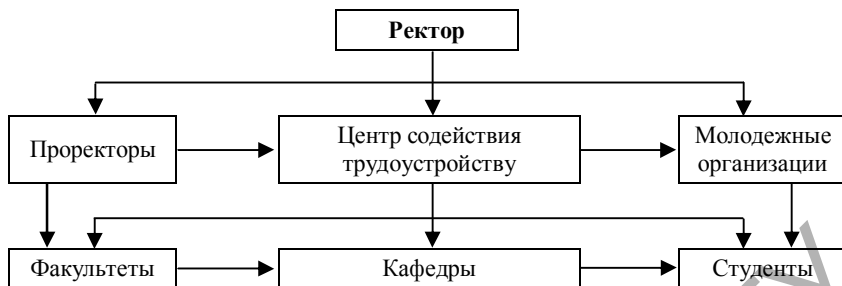 Ректор
Проректоры
Центр содействия
трудоустройству
Молодежные
организации
Факультеты
Кафедры
Студенты